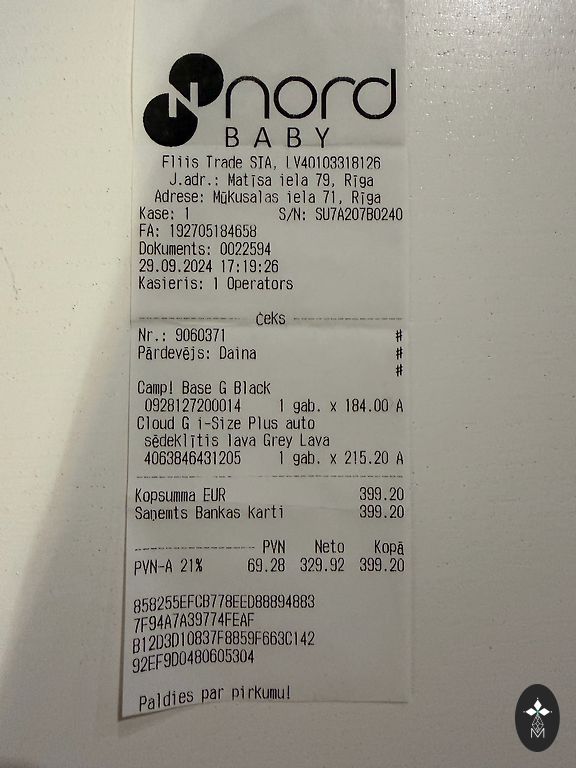 N nord
BABY
Fliis Trade SIA, LV40103318126
J.adr.: Matīsa iela 79, Rīga
Adrese: Mūkusalas iela 71, Rīga
Kase: 1 S/N: SU7A207B0240
FA: 192705184658
Dokuments: 0022594
29.09.2024 17:19:26
Kasieris: 1 Operators
čeks
Nr.: 9060371 #
Pārdevējs: Daina #
#
Camp! Base G Black
0928127200014 1 gab. x 184.00 A
Cloud G i-Size Plus auto
sēdeklītis lava Grey Lava
4063846431205 1 gab. x 215.20 A
Kopsumma EUR 399.20
Saņemts Bankas karti 399.20
PVN Neto Kopā
PVN-A 21% 69.28 329.92 399.20
858255EFCB778EED88894883
7F94A7A39774FEAF
B12D3D10837F8859F663C142
92EF9D0480605304
Paldies par pirkumu!
M